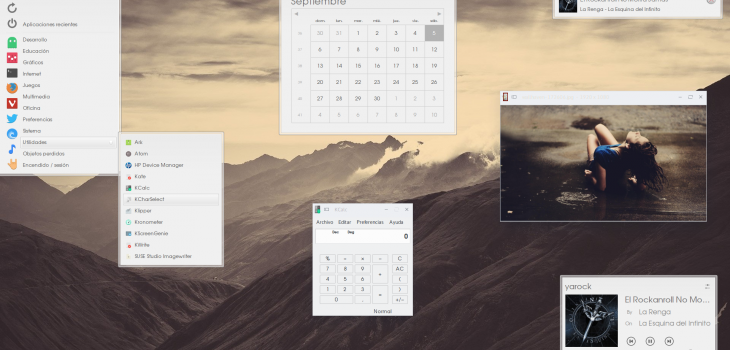 Aplicaciones recientes:
Desarrollo
Educación
Gráficos
Internet
Juegos
Multimedia
Oficina
Preferencias
Sistema
Utilidades
Objetos perdidos
Encendido / sesión
Ark
Atom
HP Device Manager
Kate
KCalc
KCharSelect
Klipper
Kronometer
KScreenGenie
KWrite
SUSE Studio Imagewriter
Septiembre
dom. lun. mar. mié. jue. vie. sáb.
30 31 1 2 3 4 5
6 7 8 9 10 11 12
13 14 15 16 17 18 19
20 21 22 23 24 25 26
27 28 29 30 1 2 3
4 5 6 7 8 9 10
KCalc
Archivo Editar Preferencias Ayuda
Dec Deg
0
% ÷ × − C
7 8 9 + AC
4 5 6 (
1 2 3 = )
0 . +/−
Normal
La Renga - La Esquina del Infinito
yarock
El Rockanroll No Mo...
By La Renga
On La Esquina del Infinito